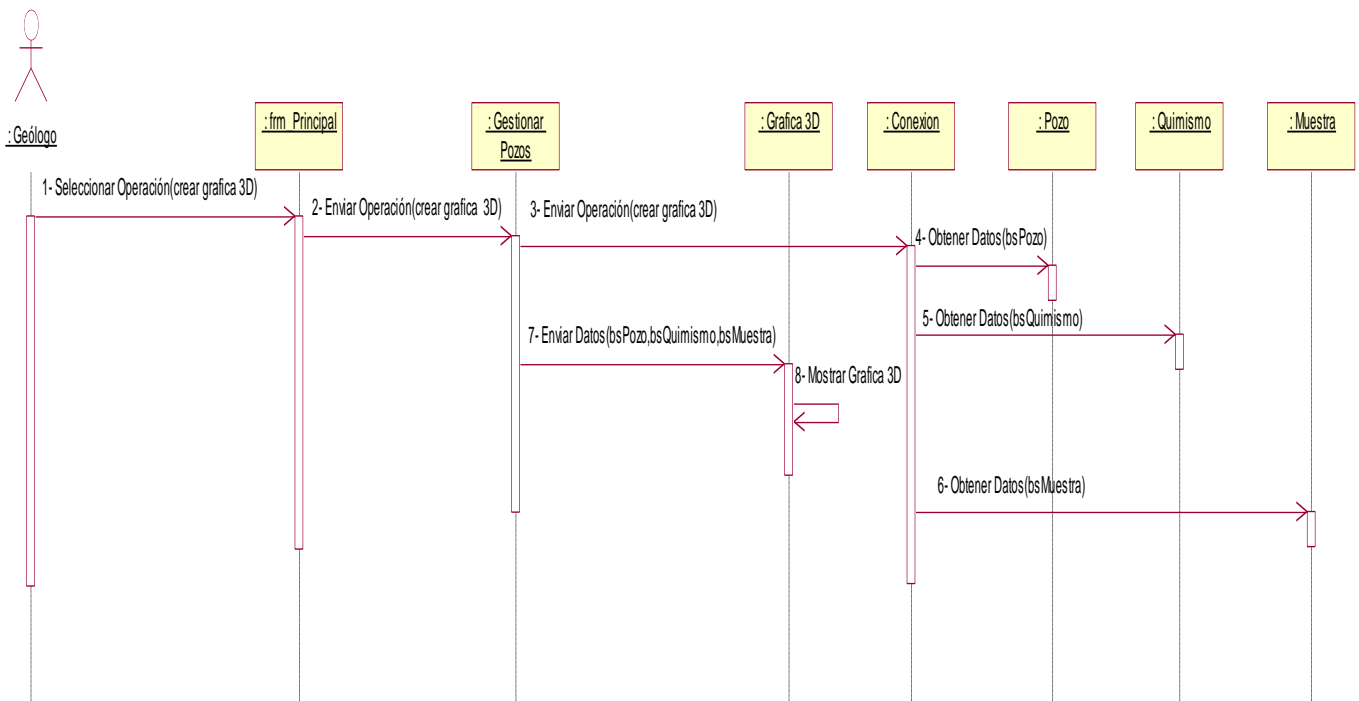 : Geólogo
: frm_Principal
: Gestionar
Pozos
: Grafica 3D
: Conexion
: Pozo
: Quimismo
: Muestra
1- Seleccionar Operación(crear grafica 3D)
2- Enviar Operación(crear grafica 3D)
3- Enviar Operación(crear grafica 3D)
4- Obtener Datos(bsPozo)
5- Obtener Datos(bsQuimismo)
7- Enviar Datos(bsPozo,bsQuimismo,bsMuestra)
8- Mostrar Grafica 3D
6- Obtener Datos(bsMuestra)